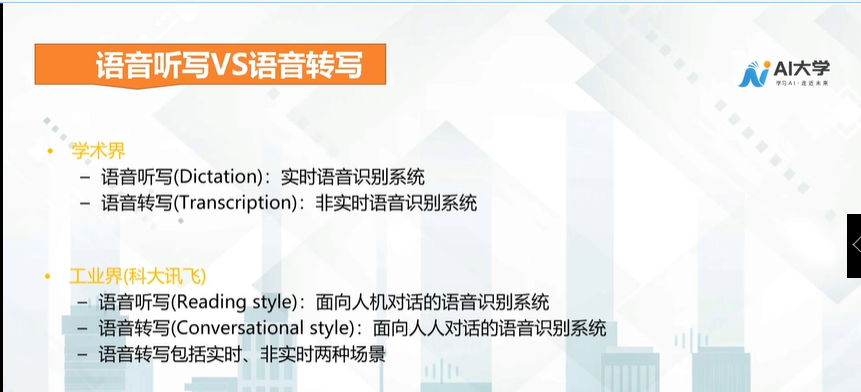 语音听写VS语音转写
AI大学
学习AI·走近未来
• 学术界
– 语音听写(Dictation)：实时语音识别系统
– 语音转写(Transcription)：非实时语音识别系统
• 工业界(科大讯飞)
– 语音听写(Reading style)：面向人机对话的语音识别系统
– 语音转写(Conversational style)：面向人人对话的语音识别系统
– 语音转写包括实时、非实时两种场景